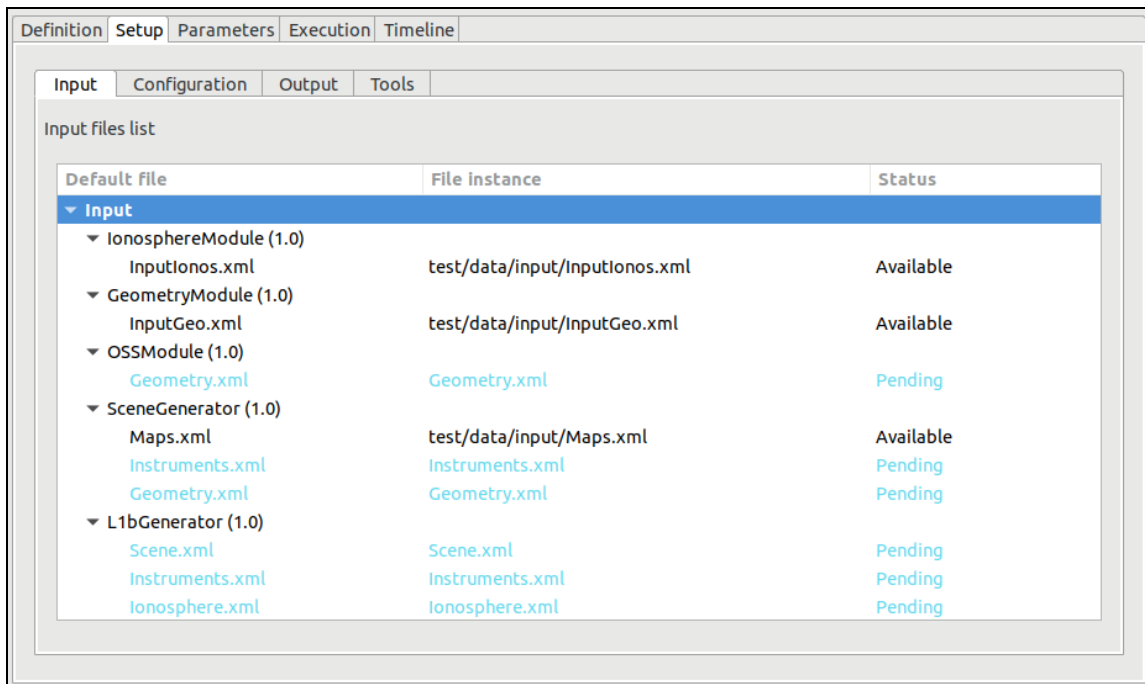 Definition Setup Parameters Execution Timeline
Input Configuration Output Tools
Input files list
Default file File instance Status
Input
IonosphereModule (1.0)
InputIonos.xml test/data/input/InputIonos.xml Available
GeometryModule (1.0)
InputGeo.xml test/data/input/InputGeo.xml Available
OSSModule (1.0)
Geometry.xml Geometry.xml Pending
SceneGenerator (1.0)
Maps.xml test/data/input/Maps.xml Available
Instruments.xml Instruments.xml Pending
Geometry.xml Geometry.xml Pending
L1bGenerator (1.0)
Scene.xml Scene.xml Pending
Instruments.xml Instruments.xml Pending
Ionosphere.xml Ionosphere.xml Pending